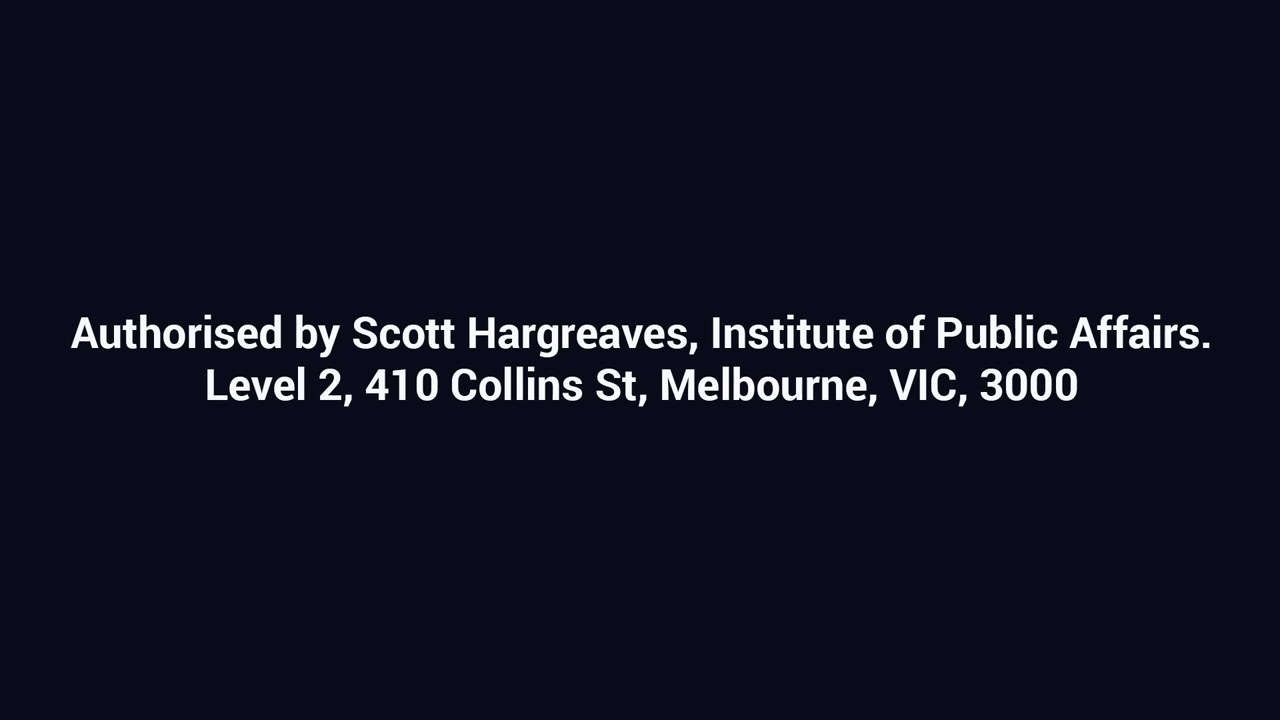 Authorised by Scott Hargreaves, Institute of Public Affairs.
Level 2, 410 Collins St, Melbourne, VIC, 3000